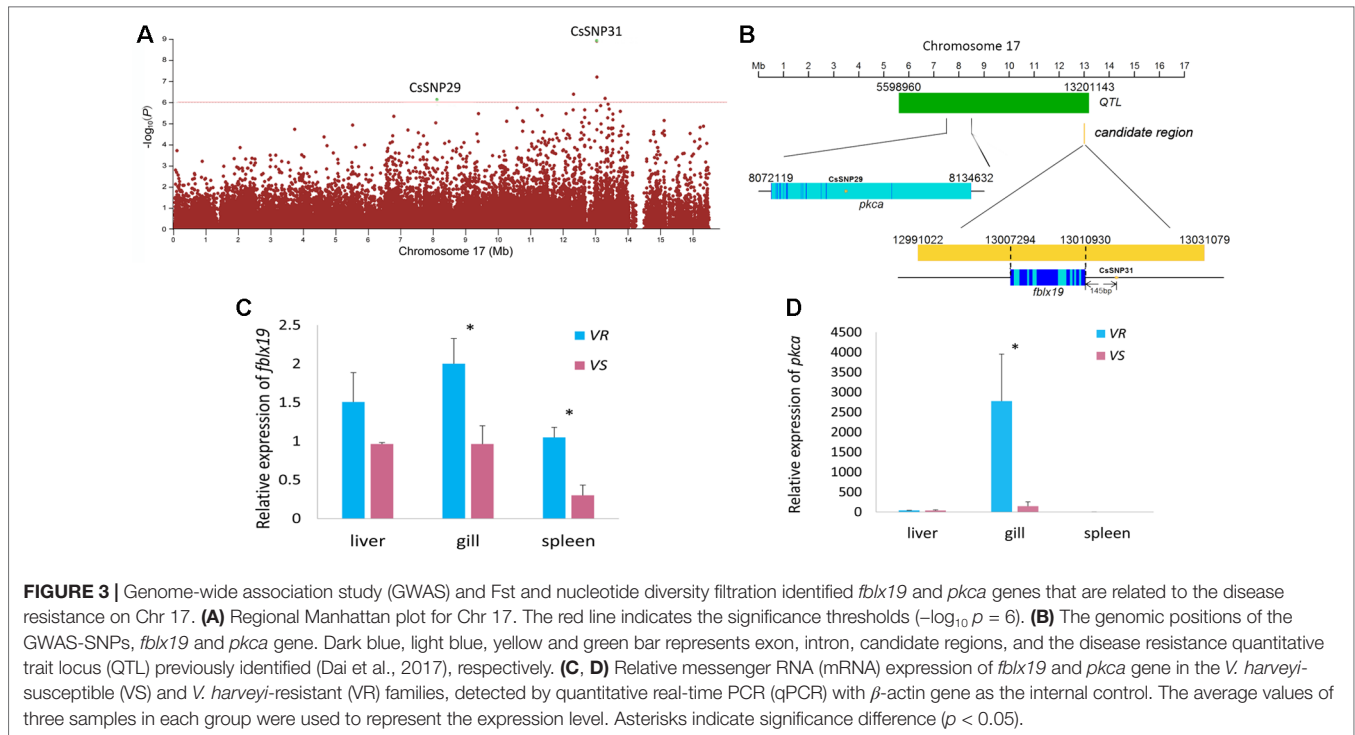 A
CsSNP31
CsSNP29
-log10(P)
9
8
7
6
5
4
3
2
1
0
0 1 2 3 4 5 6 7 8 9 10 11 12 13 14 15 16
Chromosome 17 (Mb)
B
Chromosome 17
Mb 1 2 3 4 5 6 7 8 9 10 11 12 13 14 15 16 17
5598960 13201143
QTL
candidate region
8072119 CsSNP29 8134632
pkca
12991022 13007294 13010930 13031079
CsSNP31
fblx19
145bp
C
Relative expression of fblx19
2.5
2
1.5
1
0.5
0
* *
VR
VS
liver gill spleen
D
Relative expression of pkca
4500
4000
3500
3000
2500
2000
1500
1000
500
0
*
VR
VS
liver gill spleen
FIGURE 3 | Genome-wide association study (GWAS) and Fst and nucleotide diversity filtration identified fblx19 and pkca genes that are related to the disease
resistance on Chr 17. (A) Regional Manhattan plot for Chr 17. The red line indicates the significance thresholds (–log10 p = 6). (B) The genomic positions of the
GWAS-SNPs, fblx19 and pkca gene. Dark blue, light blue, yellow and green bar represents exon, intron, candidate regions, and the disease resistance quantitative
trait locus (QTL) previously identified (Dai et al., 2017), respectively. (C, D) Relative messenger RNA (mRNA) expression of fblx19 and pkca gene in the V. harveyi-
susceptible (VS) and V. harveyi-resistant (VR) families, detected by quantitative real-time PCR (qPCR) with β-actin gene as the internal control. The average values of
three samples in each group were used to represent the expression level. Asterisks indicate significance difference (p < 0.05).